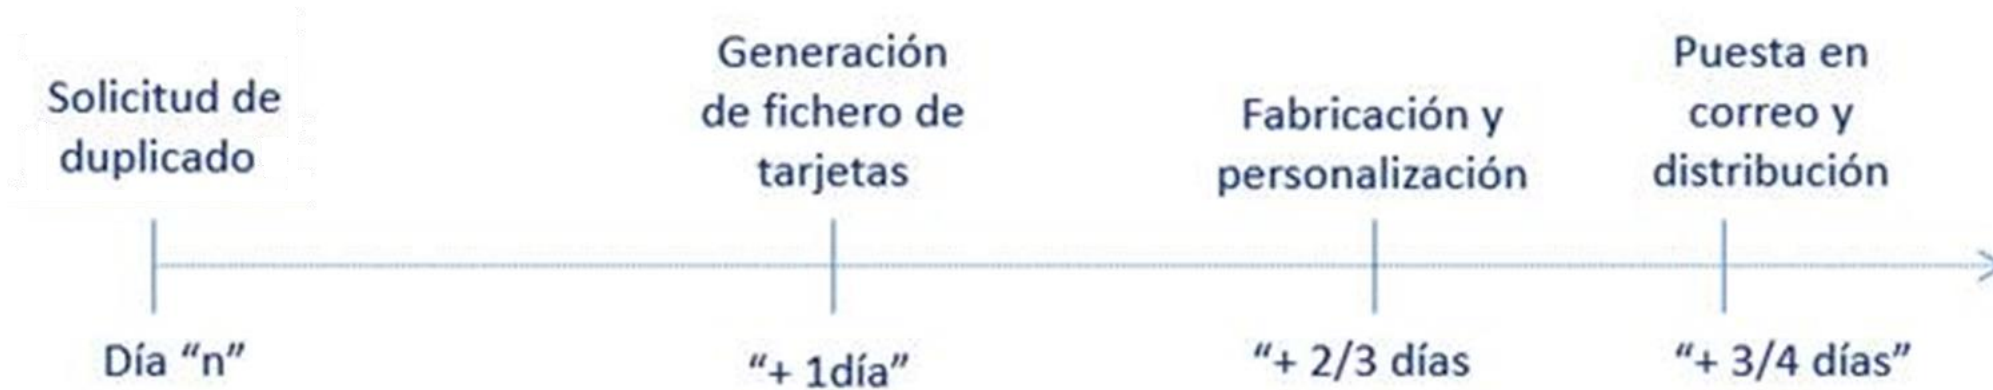 Solicitud de
duplicado
Generación
de fichero de
tarjetas
Fabricación y
personalización
Puesta en
correo y
distribución
Día “n”
“+ 1día”
“+ 2/3 días
“+ 3/4 días”